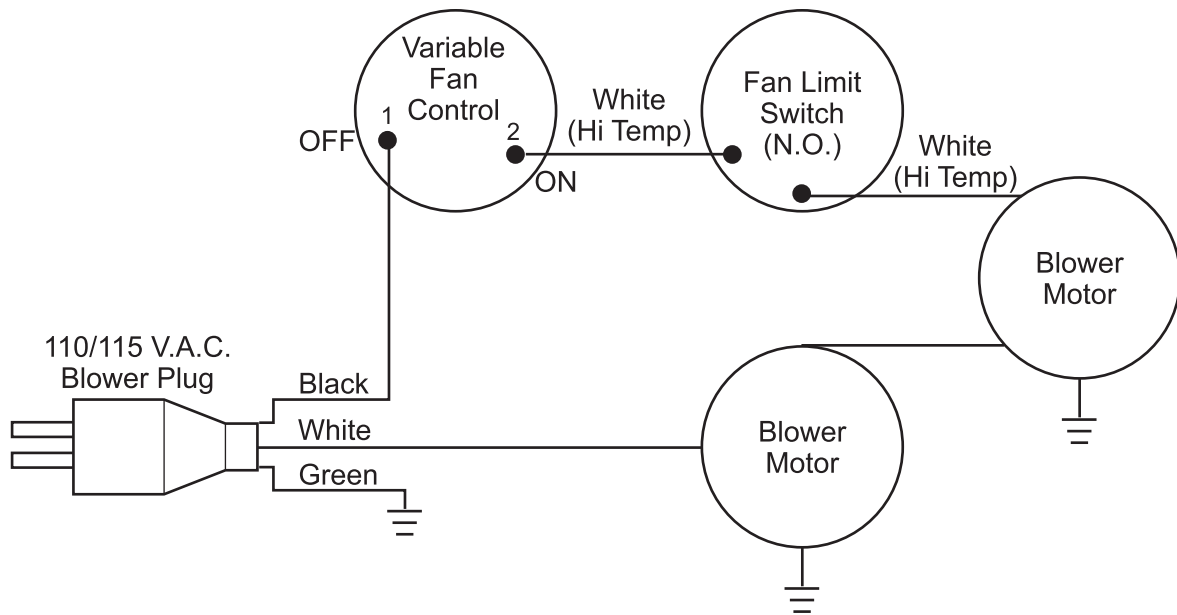 Variable
Fan
Control
1
2
OFF
ON
White
(Hi Temp)
Fan Limit
Switch
(N.O.)
White
(Hi Temp)
Blower
Motor
110/115 V.A.C.
Blower Plug
Black
White
Green
Blower
Motor